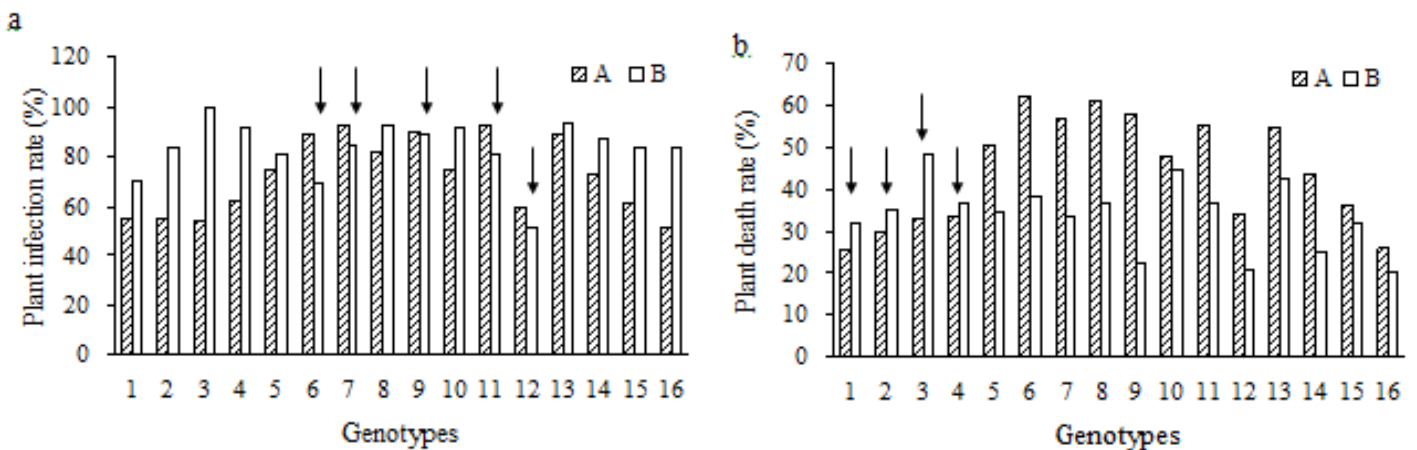 a
Plant infection rate (%)
120
100
80
60
40
20
0
A B
1 2 3 4 5 6 7 8 9 10 11 12 13 14 15 16
Genotypes
b
Plant death rate (%)
70
60
50
40
30
20
10
0
A B
1 2 3 4 5 6 7 8 9 10 11 12 13 14 15 16
Genotypes